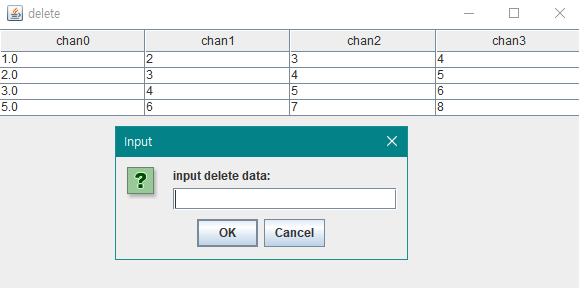 delete
chan0 chan1 chan2 chan3
1.0 2 3 4
2.0 3 4 5
3.0 4 5 6
5.0 6 7 8
Input
input delete data:
OK Cancel